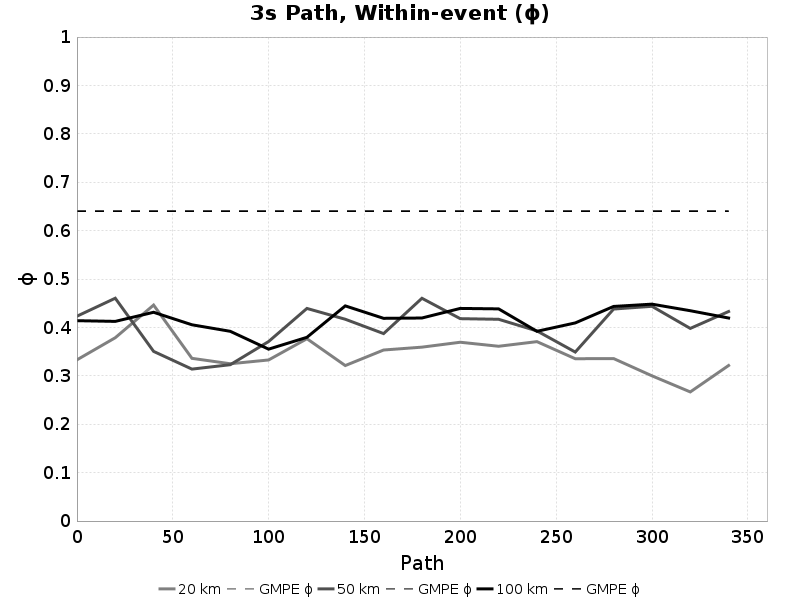 3s Path, Within-event (ϕ)
1
0.9
0.8
0.7
0.6
0.5
0.4
0.3
0.2
0.1
0
ϕ
0 50 100 150 200 250 300 350
Path
20 km GMPE ϕ 50 km GMPE ϕ 100 km GMPE ϕ